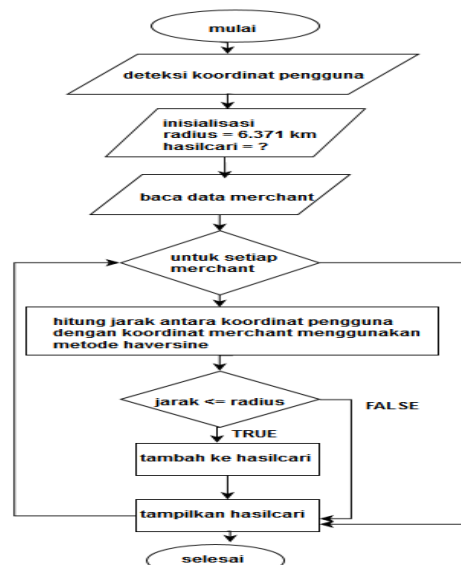 mulai
deteksi koordinat pengguna
inisialisasi
radius = 6.371 km
hasilcari = ?
baca data merchant
untuk setiap
merchant
hitung jarak antara koordinat pengguna
dengan koordinat merchant menggunakan
metode haversine
jarak <= radius
FALSE
TRUE
tambah ke hasilcari
tampilkan hasilcari
selesai